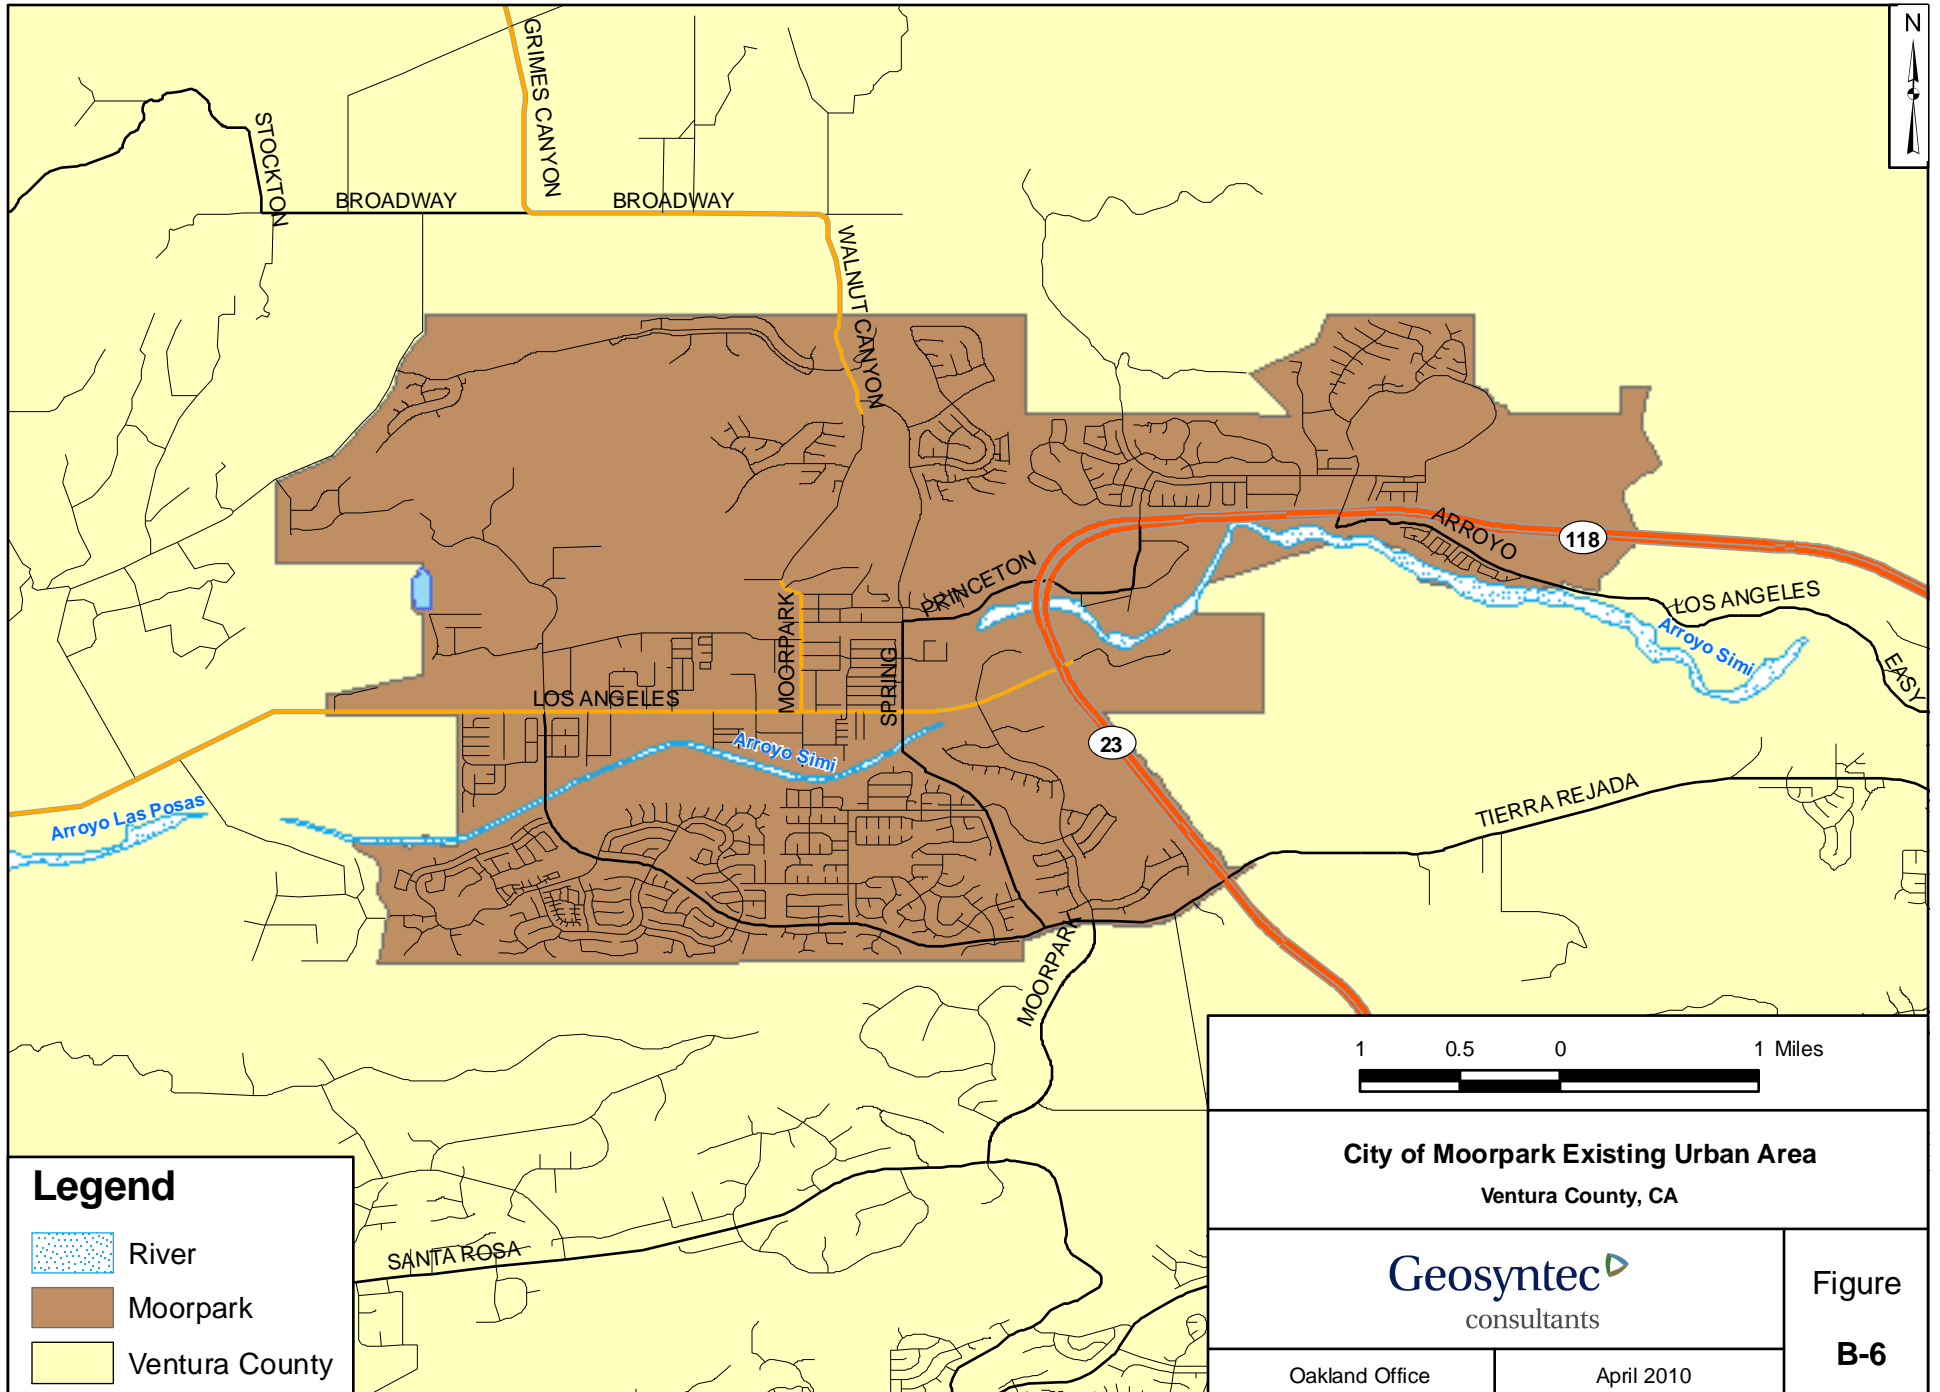 N
GRIMES CANYON
STOCKTON
BROADWAY
BROADWAY
WALNUT CANYON
ARROYO
118
PRINCETON
LOS ANGELES
Arroyo Simi
EASY
MOORPARK
SPRING
LOS ANGELES
23
Arroyo Simi
TIERRA REJADA
Arroyo Las Posas
MOORPARK
SANTA ROSA
1 0.5 0 1 Miles
City of Moorpark Existing Urban Area
Ventura County, CA
Geosyntec
consultants
Figure
B-6
Oakland Office
April 2010
Legend
River
Moorpark
Ventura County